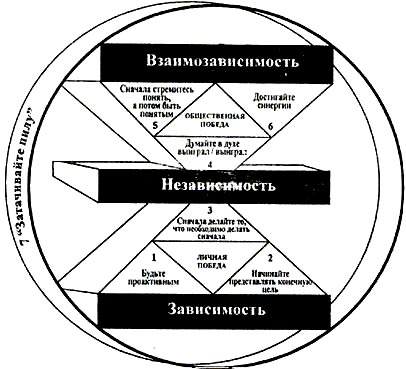 Взаимозависимость
Сначала стремитесь
понять,
а потом быть
понятым
5
ОБЩЕСТВЕННАЯ
ПОБЕДА
Достигайте
синергии
6
Думайте в духе
выиграл / выиграл
4
7 "Затачивайте пилу"
Независимость
3
Сначала делайте то,
что необходимо делать
сначала
1
Будьте
проактивным
ЛИЧНАЯ
ПОБЕДА
2
Начинайте
представлять конечную
цель
Зависимость